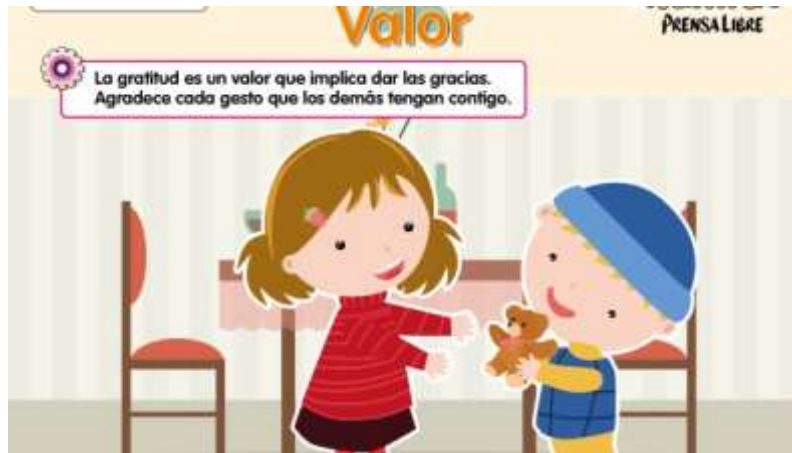 Valor
PRENSA LIBRE
La gratitud es un valor que implica dar las gracias.
Agradece cada gesto que los demás tengan contigo.